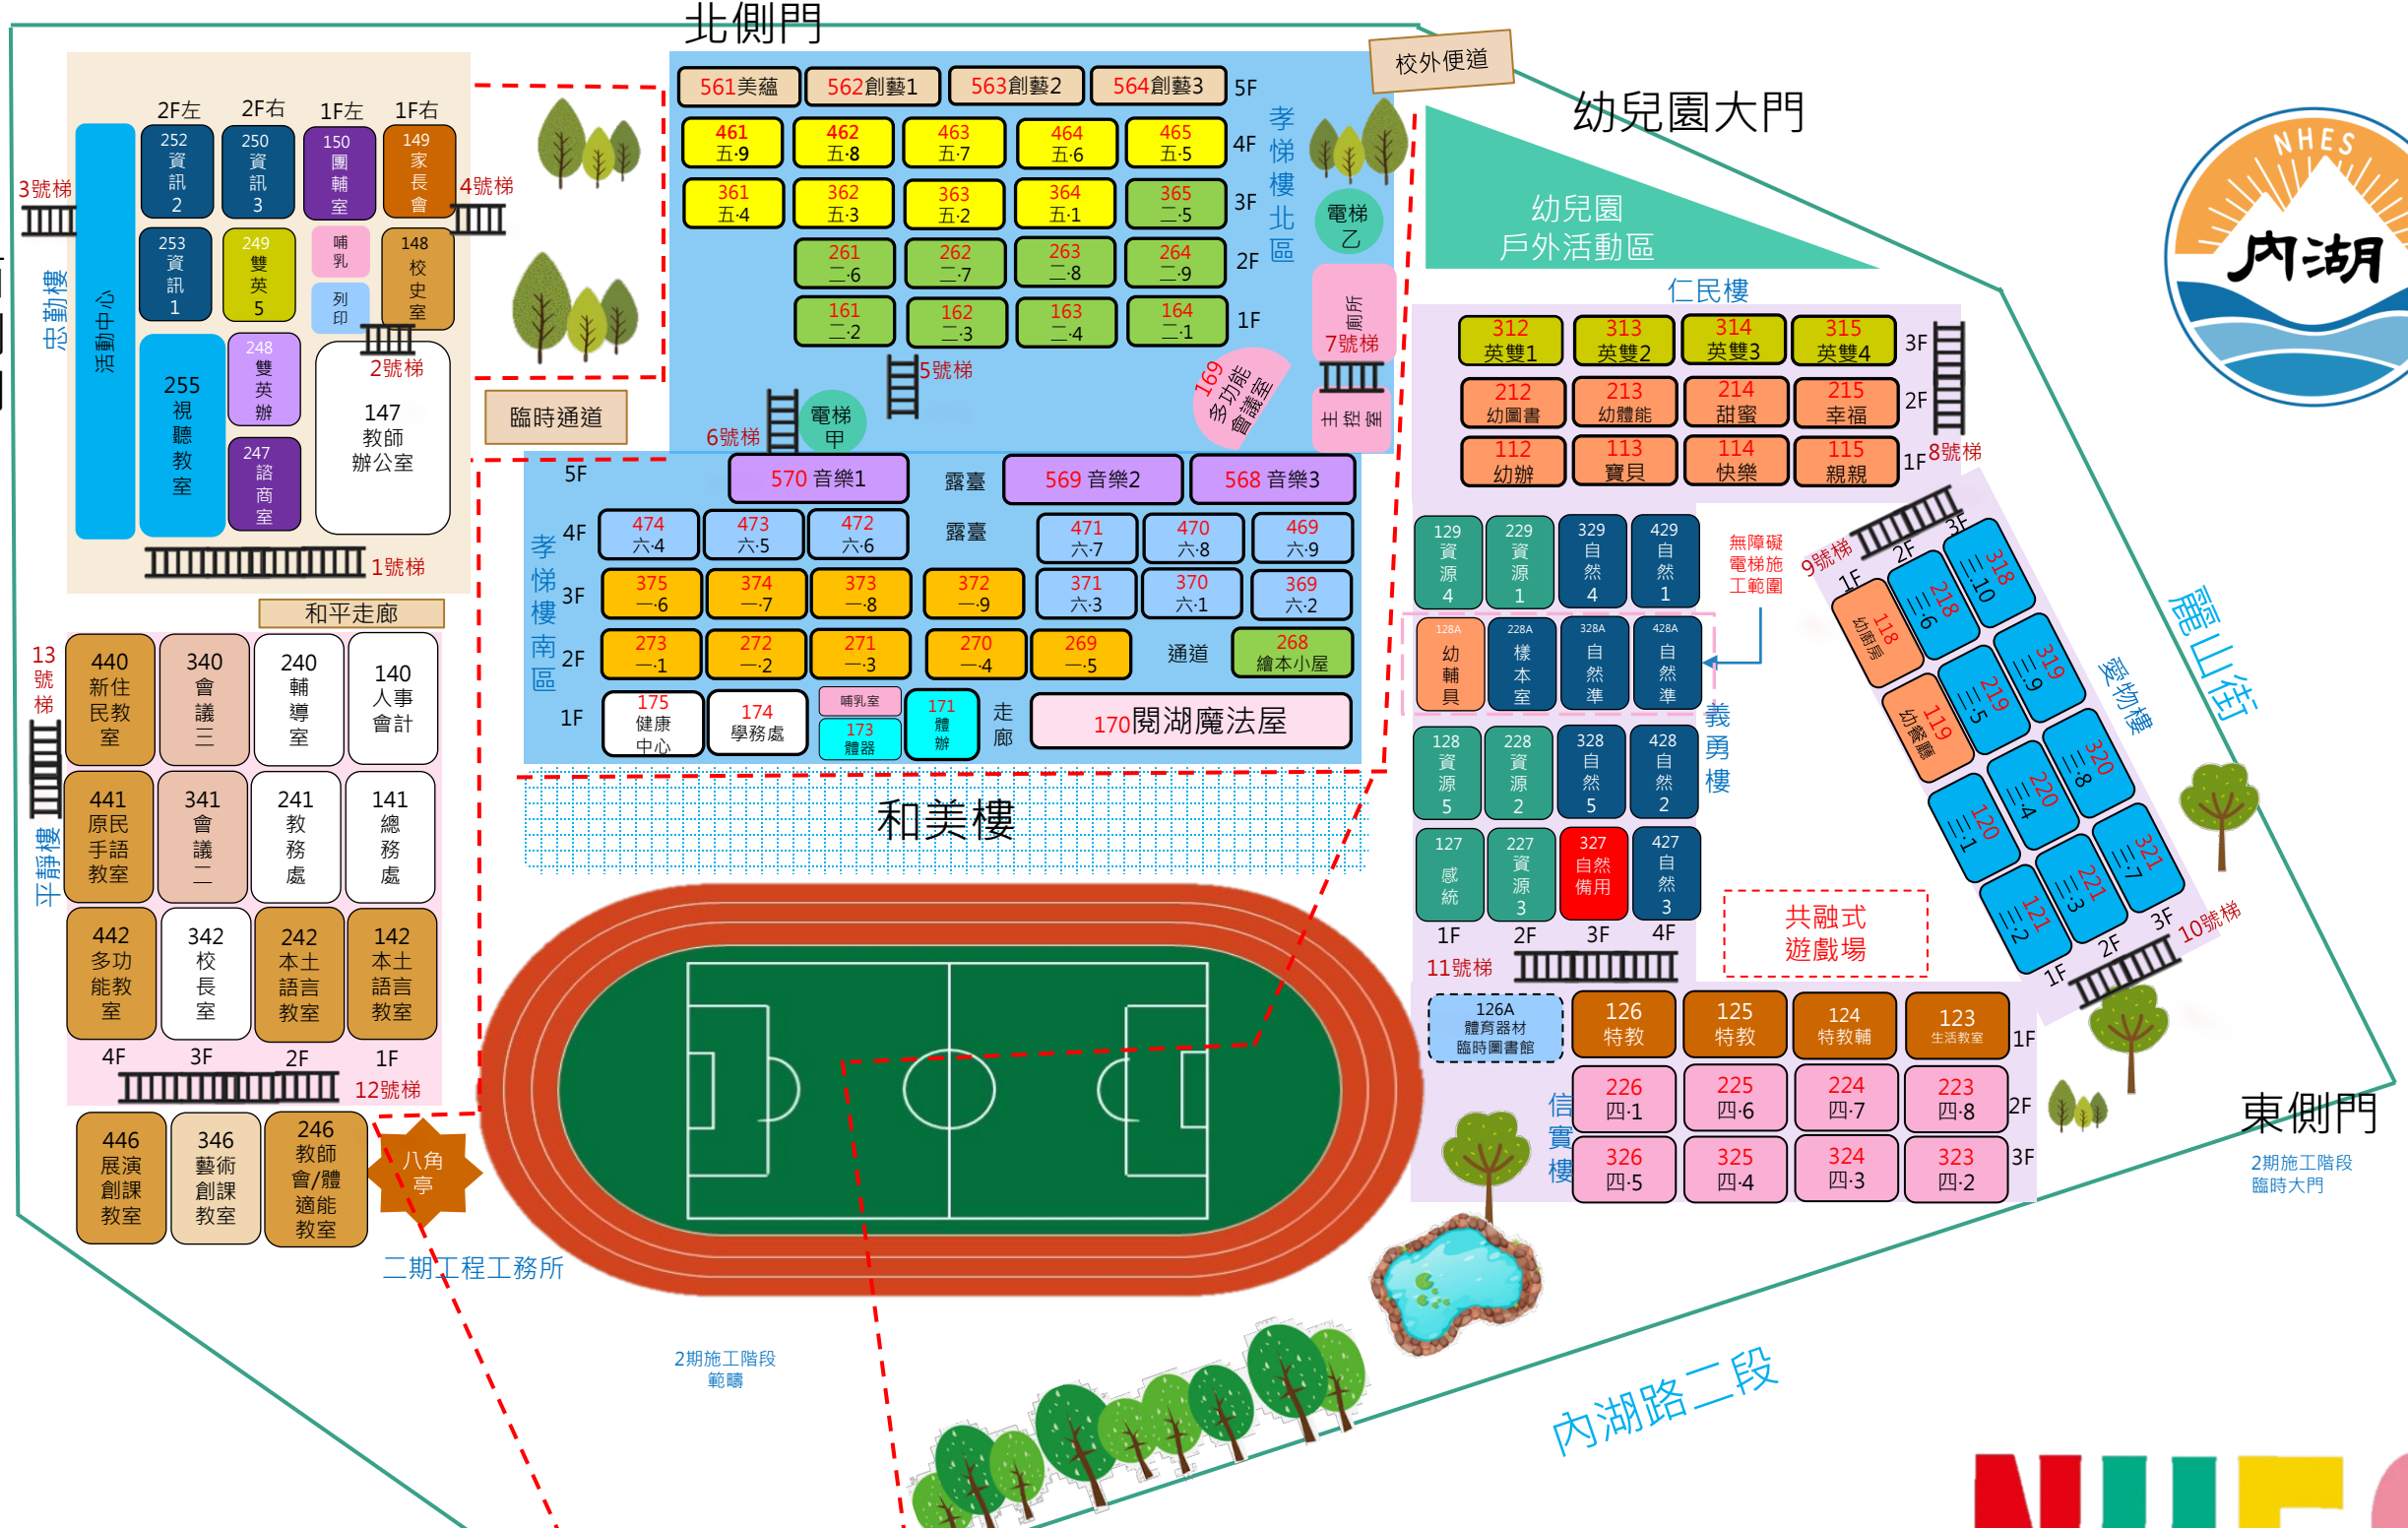 北側門
校外便道
幼兒園大門
NHES
內湖
2F左
2F右
1F左
1F右
252
資
訊
2
250
資
訊
3
150
團
輔
室
149
家
長
會
3號梯
4號梯
253
資
訊
1
249
雙
英
5
哺
乳
列
印
148
校
史
室
忠勤樓
活動中心
255
視
聽
教
室
248
雙
英
辦
247
諮
商
室
2號梯
147
教師
辦公室
1號梯
和平走廊
臨時通道
561美蘊
562創藝1
563創藝2
564創藝3
5F
461
五·9
462
五·8
463
五·7
464
五·6
465
五·5
4F
361
五·4
362
五·3
363
五·2
364
五·1
365
二·5
3F
261
二·6
262
二·7
263
二·8
264
二·9
2F
161
二·2
162
二·3
163
二·4
164
二·1
1F
孝
悌
樓
北
區
電梯
乙
廁所
7號梯
主控室
169
多功能
會議室
5號梯
6號梯
電梯
甲
幼兒園
戶外活動區
仁民樓
312
英雙1
313
英雙2
314
英雙3
315
英雙4
3F
212
幼圖書
213
幼體能
214
甜蜜
215
幸福
2F
112
幼辦
113
寶貝
114
快樂
115
親親
1F
8號梯
5F
570 音樂1
露臺
569 音樂2
568 音樂3
4F
474
六·4
473
六·5
472
六·6
露臺
471
六·7
470
六·8
469
六·9
3F
375
一·6
374
一·7
373
一·8
372
一·9
371
六·3
370
六·1
369
六·2
2F
273
一·1
272
一·2
271
一·3
270
一·4
269
一·5
通道
268
繪本小屋
1F
175
健康
中心
174
學務處
哺乳室
173
體器
171
體
辦
走
廊
170閱湖魔法屋
孝
悌
樓
南
區
和美樓
129
資
源
4
229
資
源
1
329
自
然
4
429
自
然
1
無障礙
電梯施
工範圍
128A
幼
輔
具
228A
樣
本
室
328A
自
然
準
428A
自
然
準
128
資
源
5
228
資
源
2
328
自
然
5
428
自
然
2
義
勇
樓
127
感
統
227
資
源
3
327
自然
備用
427
自
然
3
1F
2F
3F
4F
11號梯
共融式
遊戲場
9號梯
1F
2F
3F
118
幼廚房
218
三·6
318
三·10
119
幼餐廳
219
三·5
319
三·9
120
三·1
220
三·4
320
三·8
121
三·2
221
三·3
321
三·7
1F
2F
3F
10號梯
愛物樓
麗山街
13
號
梯
440
新住
民教
室
340
會
議
三
240
輔
導
室
140
人事
會計
441
原民
手語
教室
341
會
議
二
241
教
務
處
141
總
務
處
442
多功
能教
室
342
校
長
室
242
本土
語言
教室
142
本土
語言
教室
平靜樓
4F
3F
2F
1F
12號梯
446
展演
創課
教室
346
藝術
創課
教室
246
教師
會/體
適能
教室
八角
亭
二期工程工務所
2期施工階段
範疇
126A
體育器材
臨時圖書館
126
特教
125
特教
124
特教輔
123
生活教室
1F
226
四·1
225
四·6
224
四·7
223
四·8
2F
326
四·5
325
四·4
324
四·3
323
四·2
3F
信
實
樓
東側門
2期施工階段
臨時大門
內湖路二段